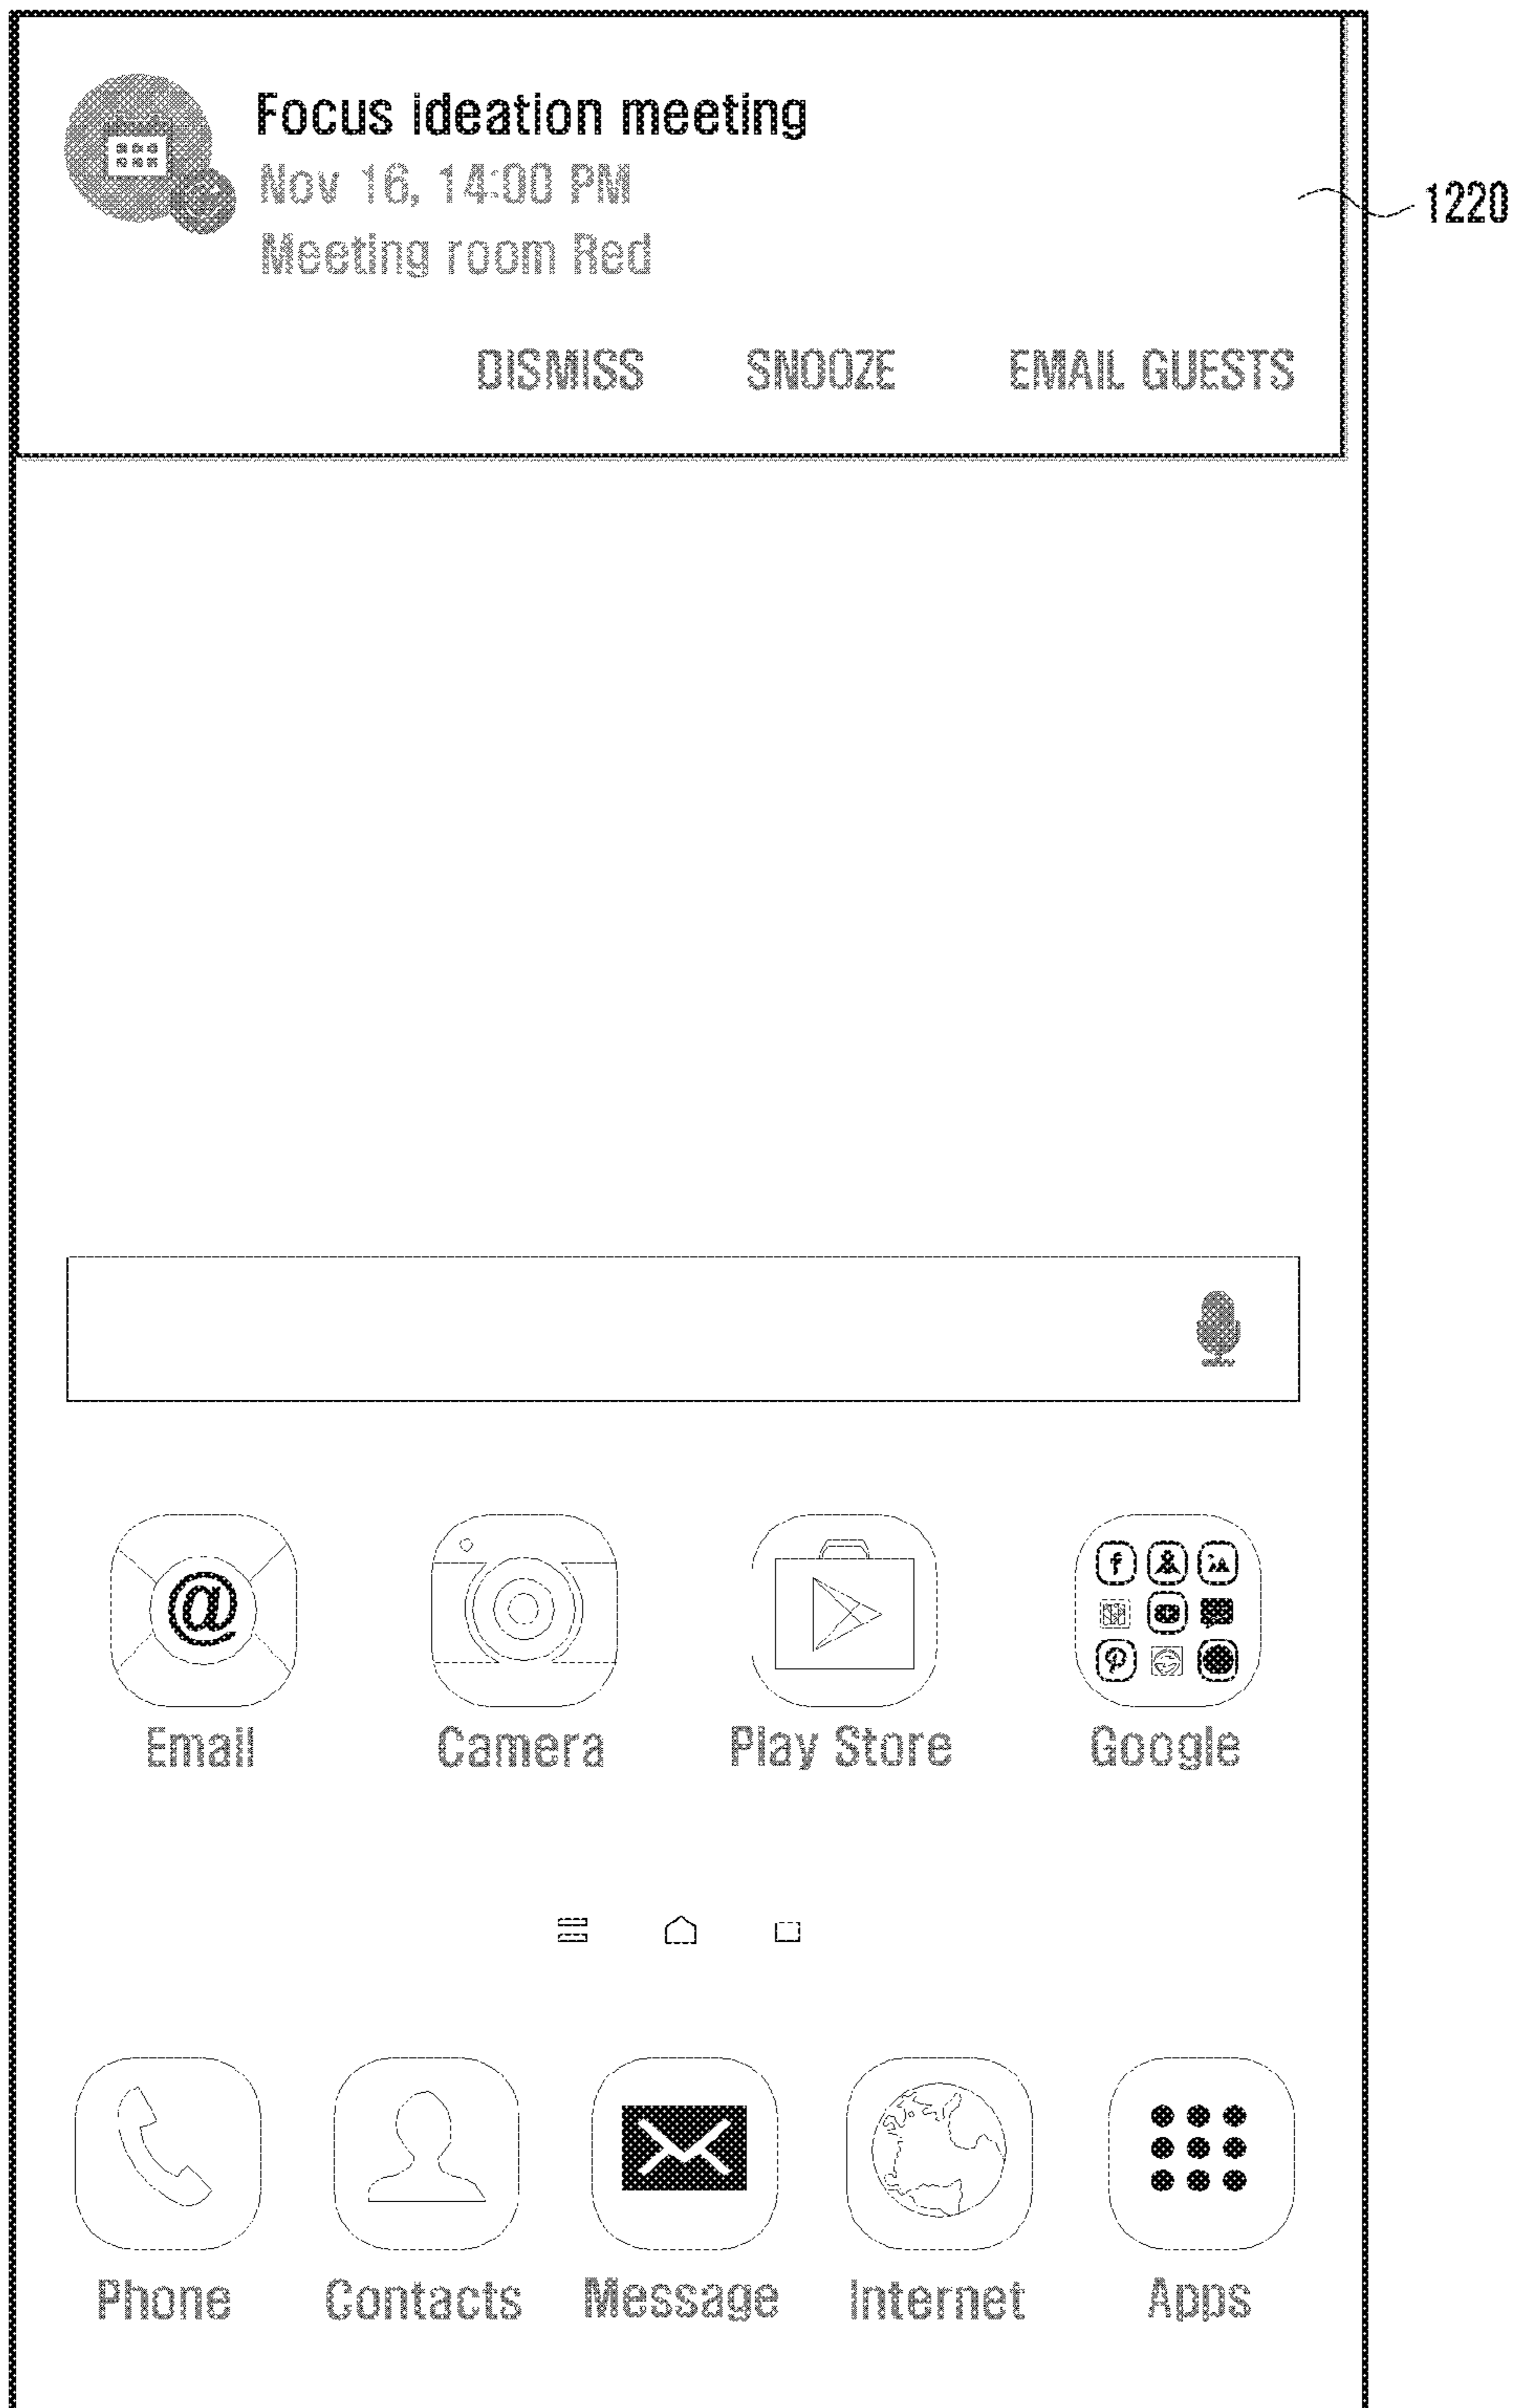 Focus ideation meeting
Nov 16, 14:00 PM
Meeting room Red
1220
DISMISS SNOOZE EMAIL GUESTS
@
f
Email Camera Play Store Google
Phone Contacts Message Internet Apps